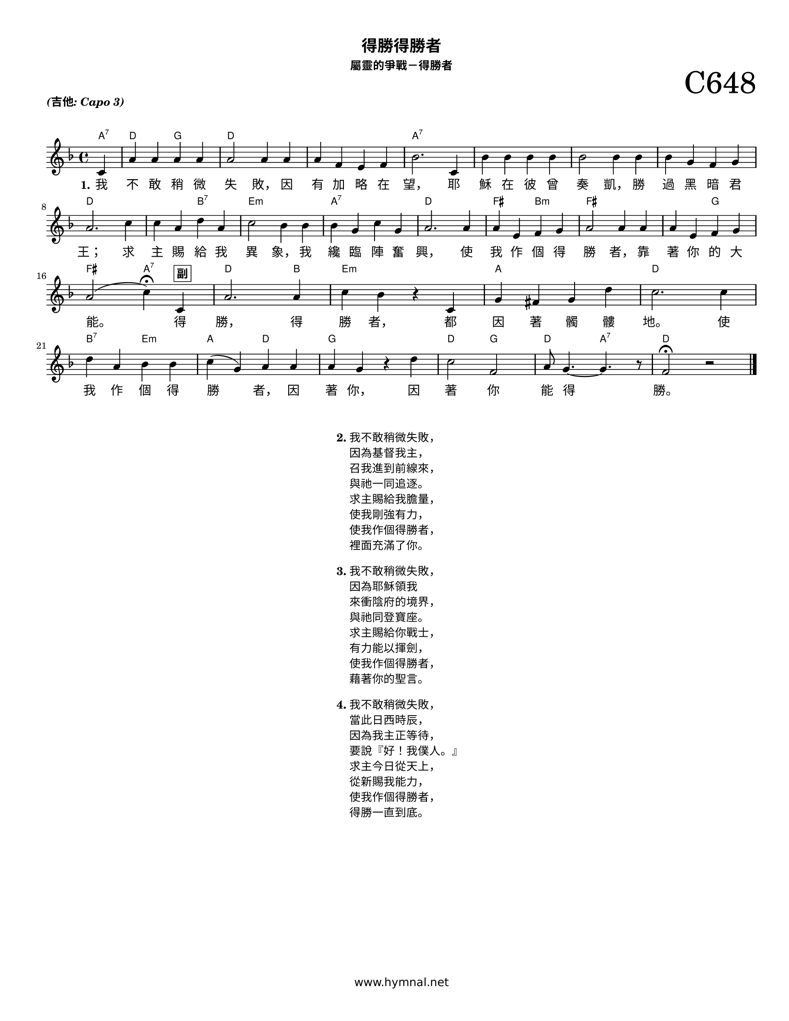 得勝得勝者
屬靈的爭戰－得勝者
C648
(吉他: Capo 3)
A7 D G D A7
1. 我 不 敢 稍 微 失 敗, 因 有 加 略 在 望, 耶 穌 在 彼 曾 奏 凱, 勝 過 黑 暗 君
8 D B7 Em A7 D F# Bm F# G
王; 求 主 賜 給 我 異 象, 我 纔 臨 陣 奮 興, 使 我 作 個 得 勝 者, 靠 著 你 的 大
16 F# A7 副 D B Em A D
能。 得 勝, 得 勝 者, 都 因 著 髑 髏 地。 使
21 B7 Em A D G D G D A7 D
我 作 個 得 勝 者, 因 著 你, 因 著 你 能 得 勝。
2. 我不敢稍微失敗,
因為基督我主,
召我進到前線來,
與祂一同追逐。
求主賜給我膽量,
使我剛強有力,
使我作個得勝者,
裡面充滿了你。
3. 我不敢稍微失敗,
因為耶穌領我
來衝陰府的境界,
與祂同登寶座。
求主賜給你戰士,
有力能以揮劍,
使我作個得勝者,
藉著你的聖言。
4. 我不敢稍微失敗,
當此日西時辰,
因為我主正等待,
要說『好！我僕人。』
求主今日從天上,
從新賜我能力,
使我作個得勝者,
得勝一直到底。
www.hymnal.net